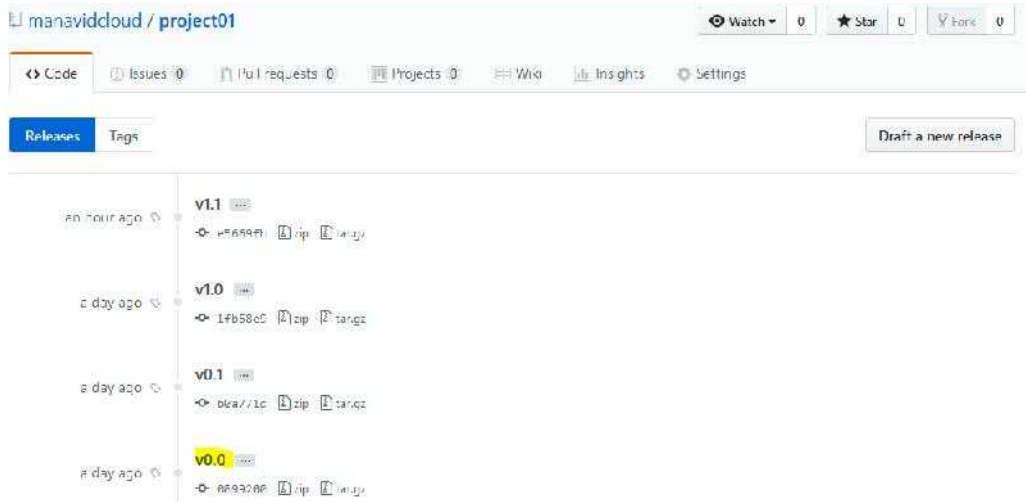 manavidcloud / project01
Watch 0 Star 0 Fork 0
Code Issues 0 Pull requests 0 Projects 0 Wiki Insights Settings
Releases Tags Draft a new release
v1.1 ...
an hour ago
zip tar.gz
v1.0 ...
a day ago
1fb58e9 zip tar.gz
v0.1 ...
a day ago
zip tar.gz
v0.0 ...
a day ago
0899200 zip tar.gz